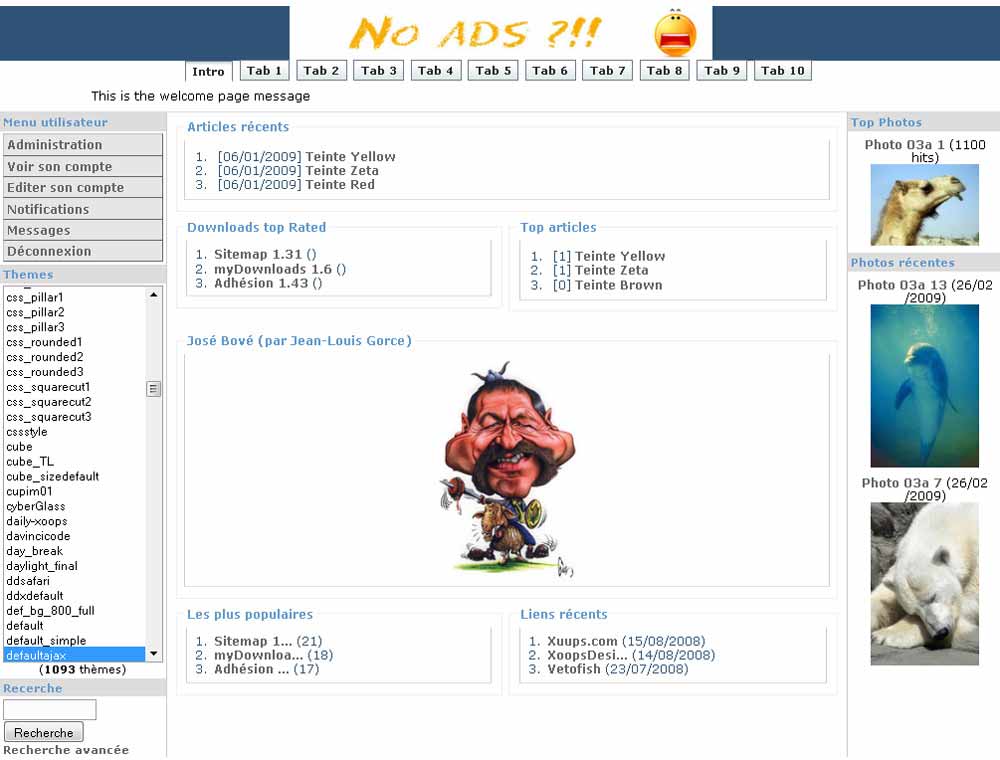 No ADS ?!!
Intro
Tab 1
Tab 2
Tab 3
Tab 4
Tab 5
Tab 6
Tab 7
Tab 8
Tab 9
Tab 10
This is the welcome page message
Menu utilisateur
Administration
Voir son compte
Editer son compte
Notifications
Messages
Déconnexion
Themes
css_pillar1
css_pillar2
css_pillar3
css_rounded1
css_rounded2
css_rounded3
css_squarecut1
css_squarecut2
css_squarecut3
cssstyle
cube
cube_TL
cube_sizedefault
cupim01
cyberGlass
daily-xoops
davincicode
day_break
daylight_final
ddsafari
ddxdefault
def_bg_800_full
default
default_simple
defaultajax
(1093 thèmes)
Recerche
Recherche
Recherche avancée
Articles récents
1. [06/01/2009] Teinte Yellow
2. [06/01/2009] Teinte Zeta
3. [06/01/2009] Teinte Red
Downloads top Rated
1. Sitemap 1.31 ()
2. myDownloads 1.6 ()
3. Adhésion 1.43 ()
Top articles
1. [1] Teinte Yellow
2. [1] Teinte Zeta
3. [0] Teinte Brown
José Bové (par Jean-Louis Gorce)
Les plus populaires
1. Sitemap 1... (21)
2. myDownloa... (18)
3. Adhésion ... (17)
Liens récents
1. Xuups.com (15/08/2008)
2. XoopsDesi... (14/08/2008)
3. Vetofish (23/07/2008)
Top Photos
Photo 03a 1 (1100
hits)
Photos récentes
Photo 03a 13 (26/02
/2009)
Photo 03a 7 (26/02
/2009)